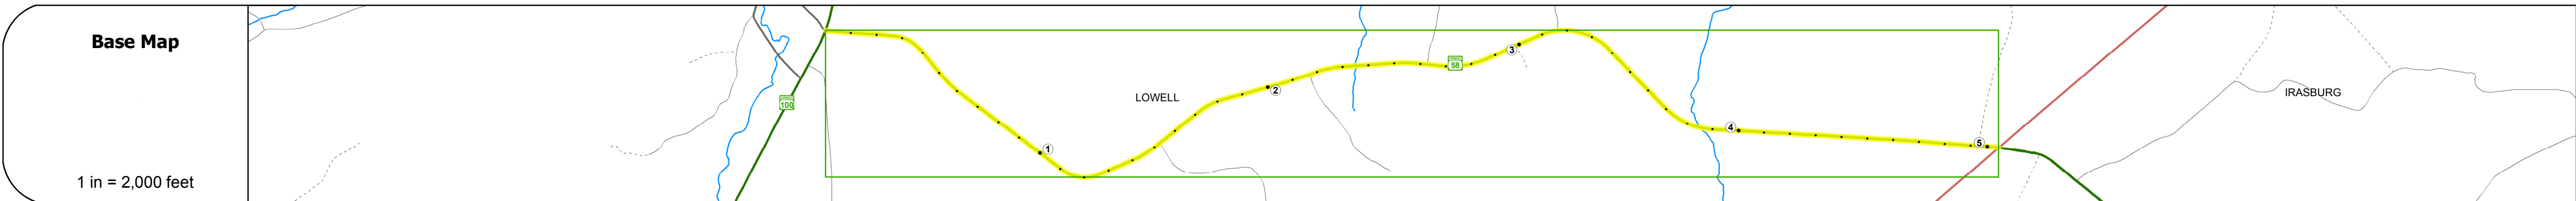 Base Map
1 in = 2,000 feet
100
LOWELL
1
2
58
3
4
5
IRASBURG